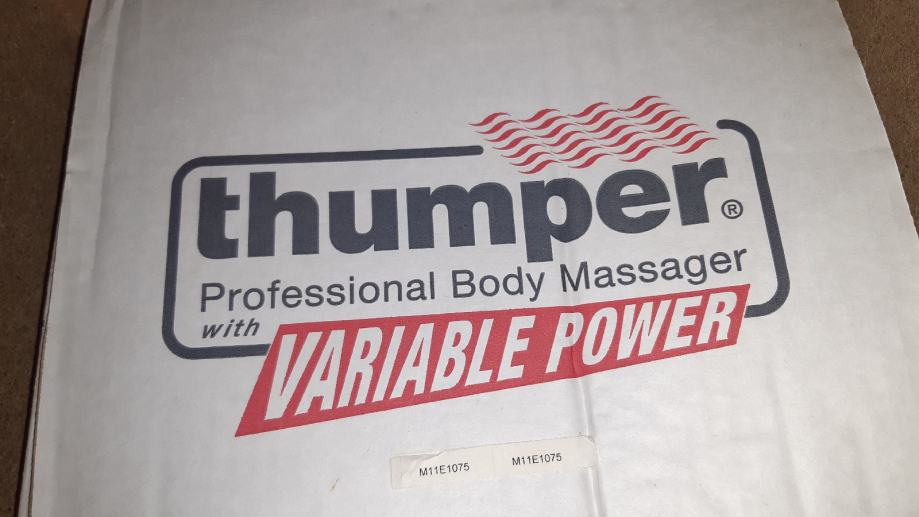 thumper®
Professional Body Massager
with
VARIABLE POWER
M11E1075 M11E1075